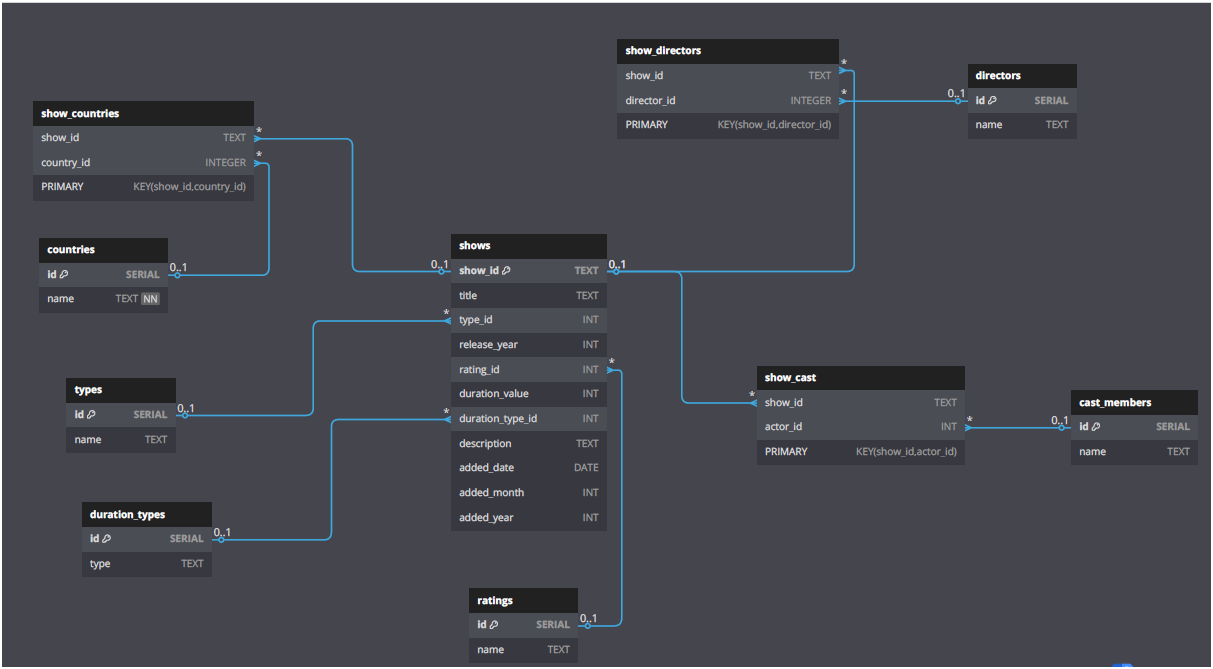 show_directors
show_id TEXT
director_id INTEGER
PRIMARY KEY(show_id,director_id)
*
*
0..1
directors
id SERIAL
name TEXT
show_countries
show_id TEXT
country_id INTEGER
PRIMARY KEY(show_id,country_id)
*
*
countries
id SERIAL
name TEXT NN
0..1
shows
show_id TEXT
title TEXT
type_id INT
release_year INT
rating_id INT
duration_value INT
duration_type_id INT
description TEXT
added_date DATE
added_month INT
added_year INT
0..1
0..1
*
*
*
types
id SERIAL
name TEXT
0..1
show_cast
show_id TEXT
actor_id INT
PRIMARY KEY(show_id,actor_id)
*
*
0..1
cast_members
id SERIAL
name TEXT
duration_types
id SERIAL
type TEXT
0..1
ratings
id SERIAL
name TEXT
0..1